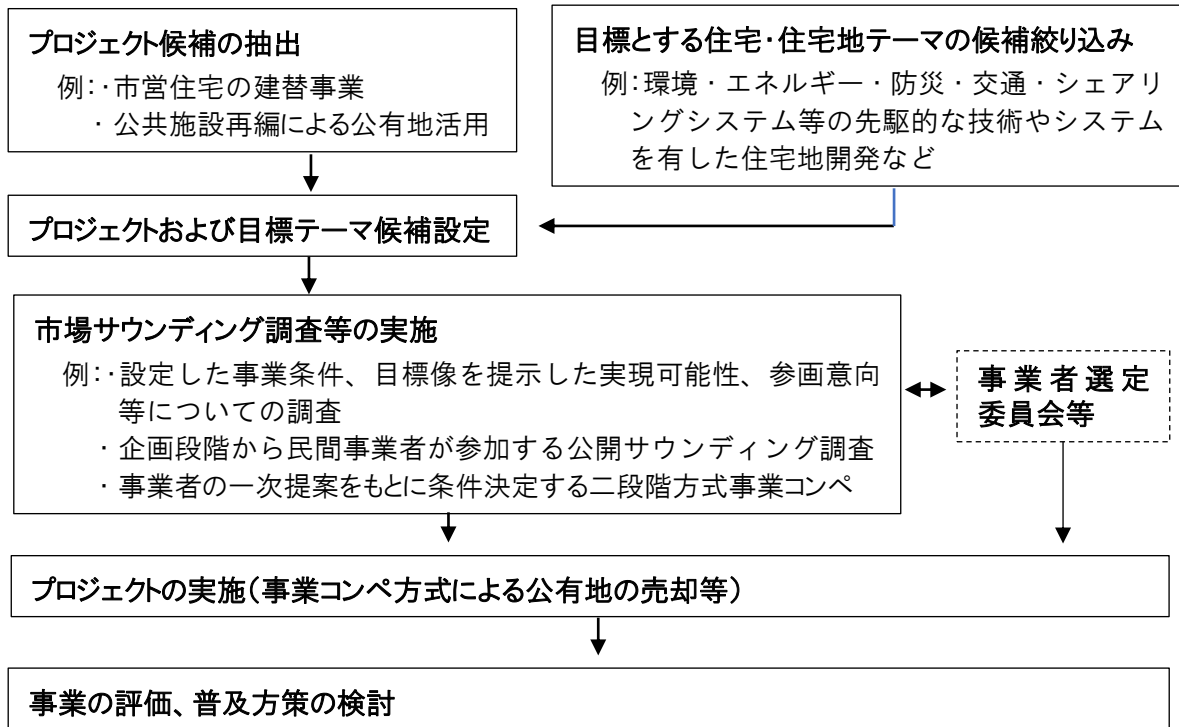 プロジェクト候補の抽出
例：・市営住宅の建替事業
・公共施設再編による公有地活用
目標とする住宅・住宅地テーマの候補絞り込み
例：環境・エネルギー・防災・交通・シェアリ
ングシステム等の先駆的な技術やシステム
を有した住宅地開発など
プロジェクトおよび目標テーマ候補設定
市場サウンディング調査等の実施
例：・設定した事業条件、目標像を提示した実現可能性、参画意向
等についての調査
・企画段階から民間事業者が参加する公開サウンディング調査
・事業者の一次提案をもとに条件決定する二段階方式事業コンペ
事業者選定
委員会等
プロジェクトの実施（事業コンペ方式による公有地の売却等）
事業の評価、普及方策の検討